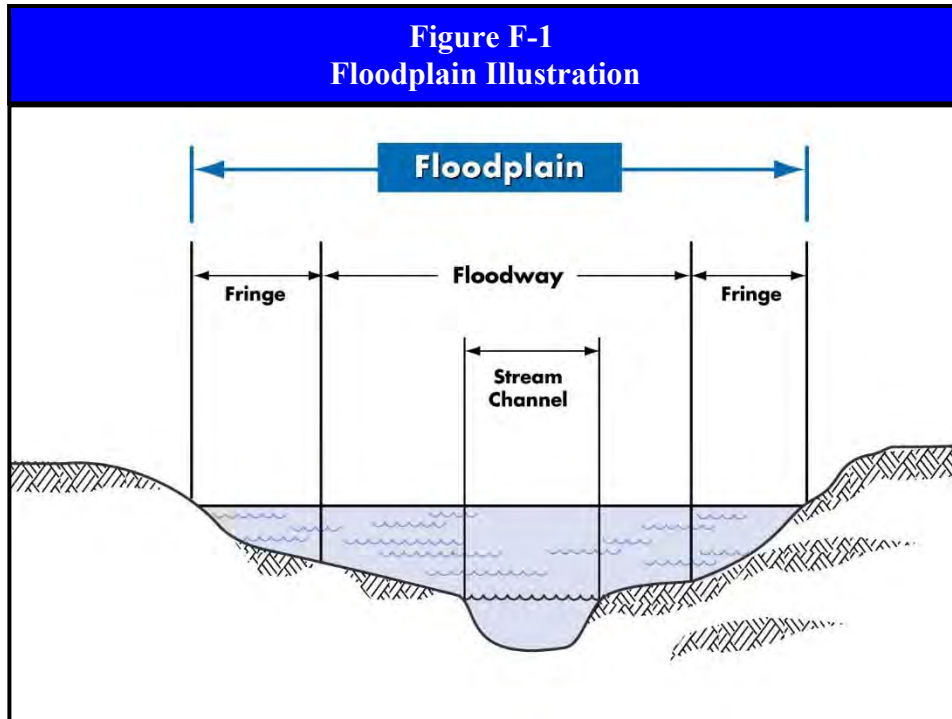 Figure F-1
Floodplain Illustration
Floodplain
Floodway
Fringe
Fringe
Stream
Channel